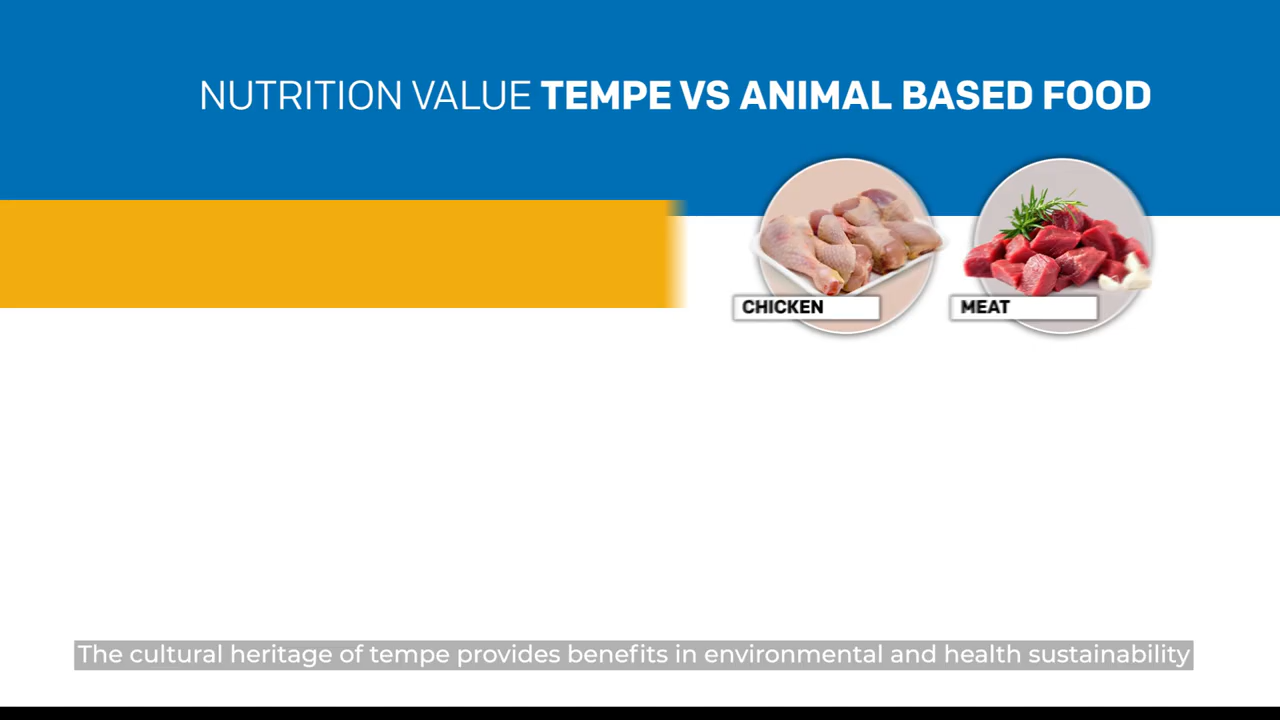 NUTRITION VALUE TEMPE VS ANIMAL BASED FOOD
CHICKEN
MEAT
The cultural heritage of tempe provides benefits in environmental and health sustainability